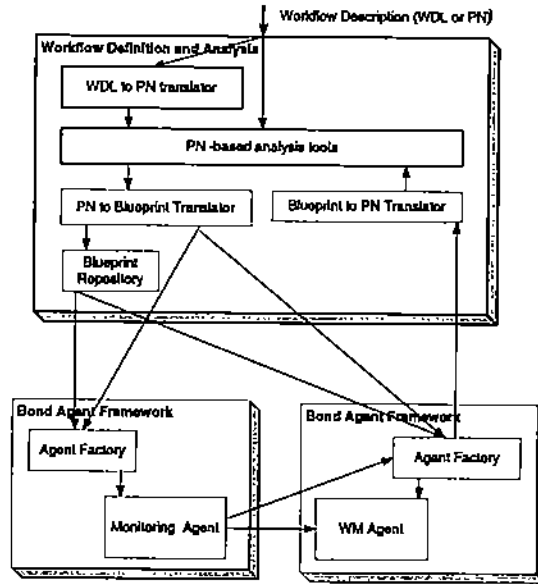 Workflow Description (WDL or PN)
Workflow Definition and Analysis
WDL to PN translator
PN -based analysis tools
PN to Blueprint Translator
Blueprint to PN Translator
Blueprint
Repository
Bond Agent Framework
Bond Agent Framework
Agent Factory
Agent Factory
Monitoring Agent
WM Agent